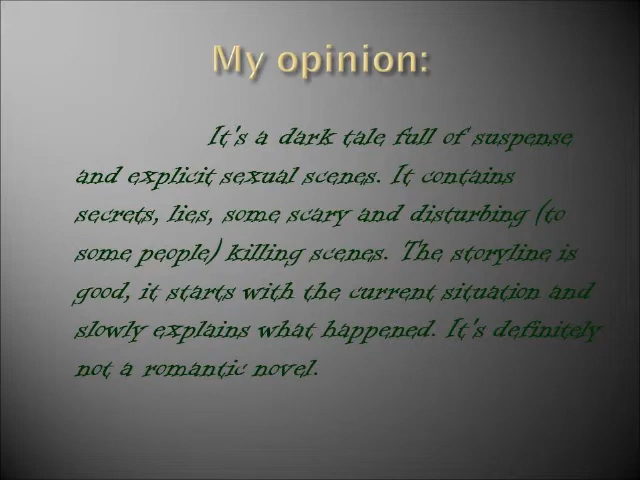 My opinion:
It's a dark tale full of suspense
and explicit sexual scenes. It contains
secrets, lies, some scary and disturbing (to
some people) killing scenes. The storyline is
good, it starts with the current situation and
slowly explains what happened. It's definitely
not a romantic novel.